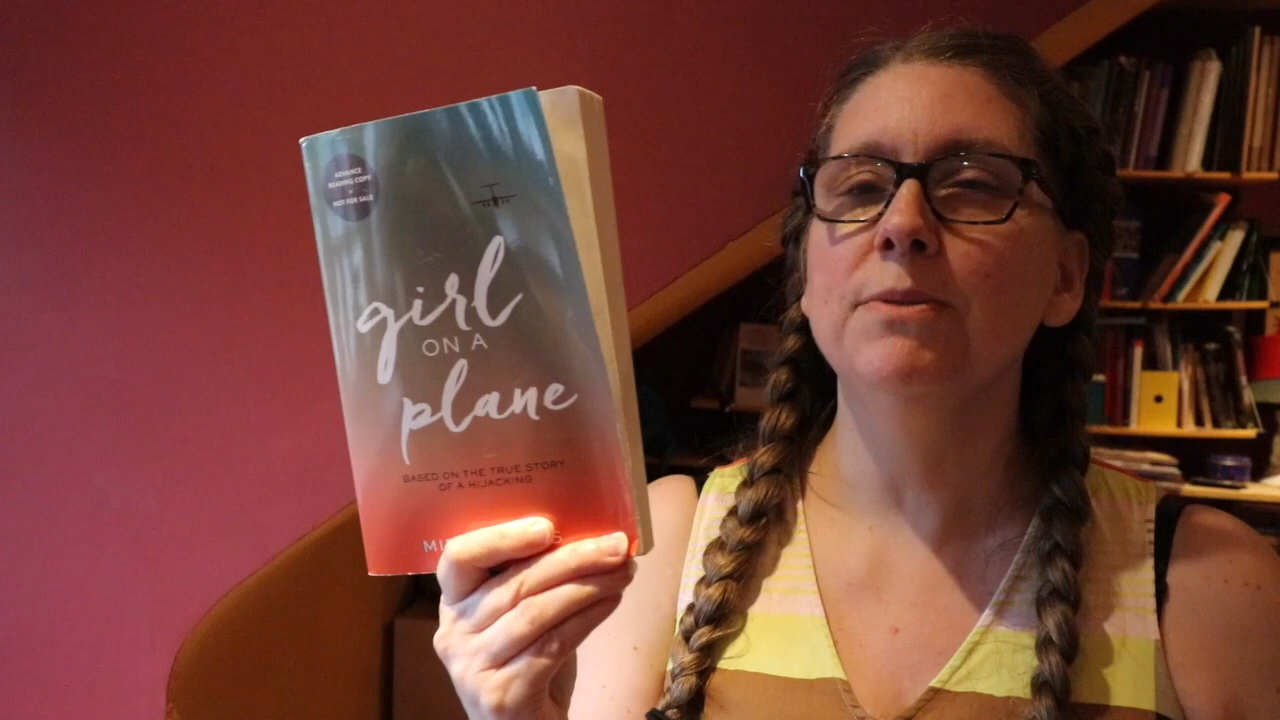 ADVANCE
READING COPY
NOT FOR SALE
girl
ON A
plane
BASED ON THE TRUE STORY
OF A HIJACKING